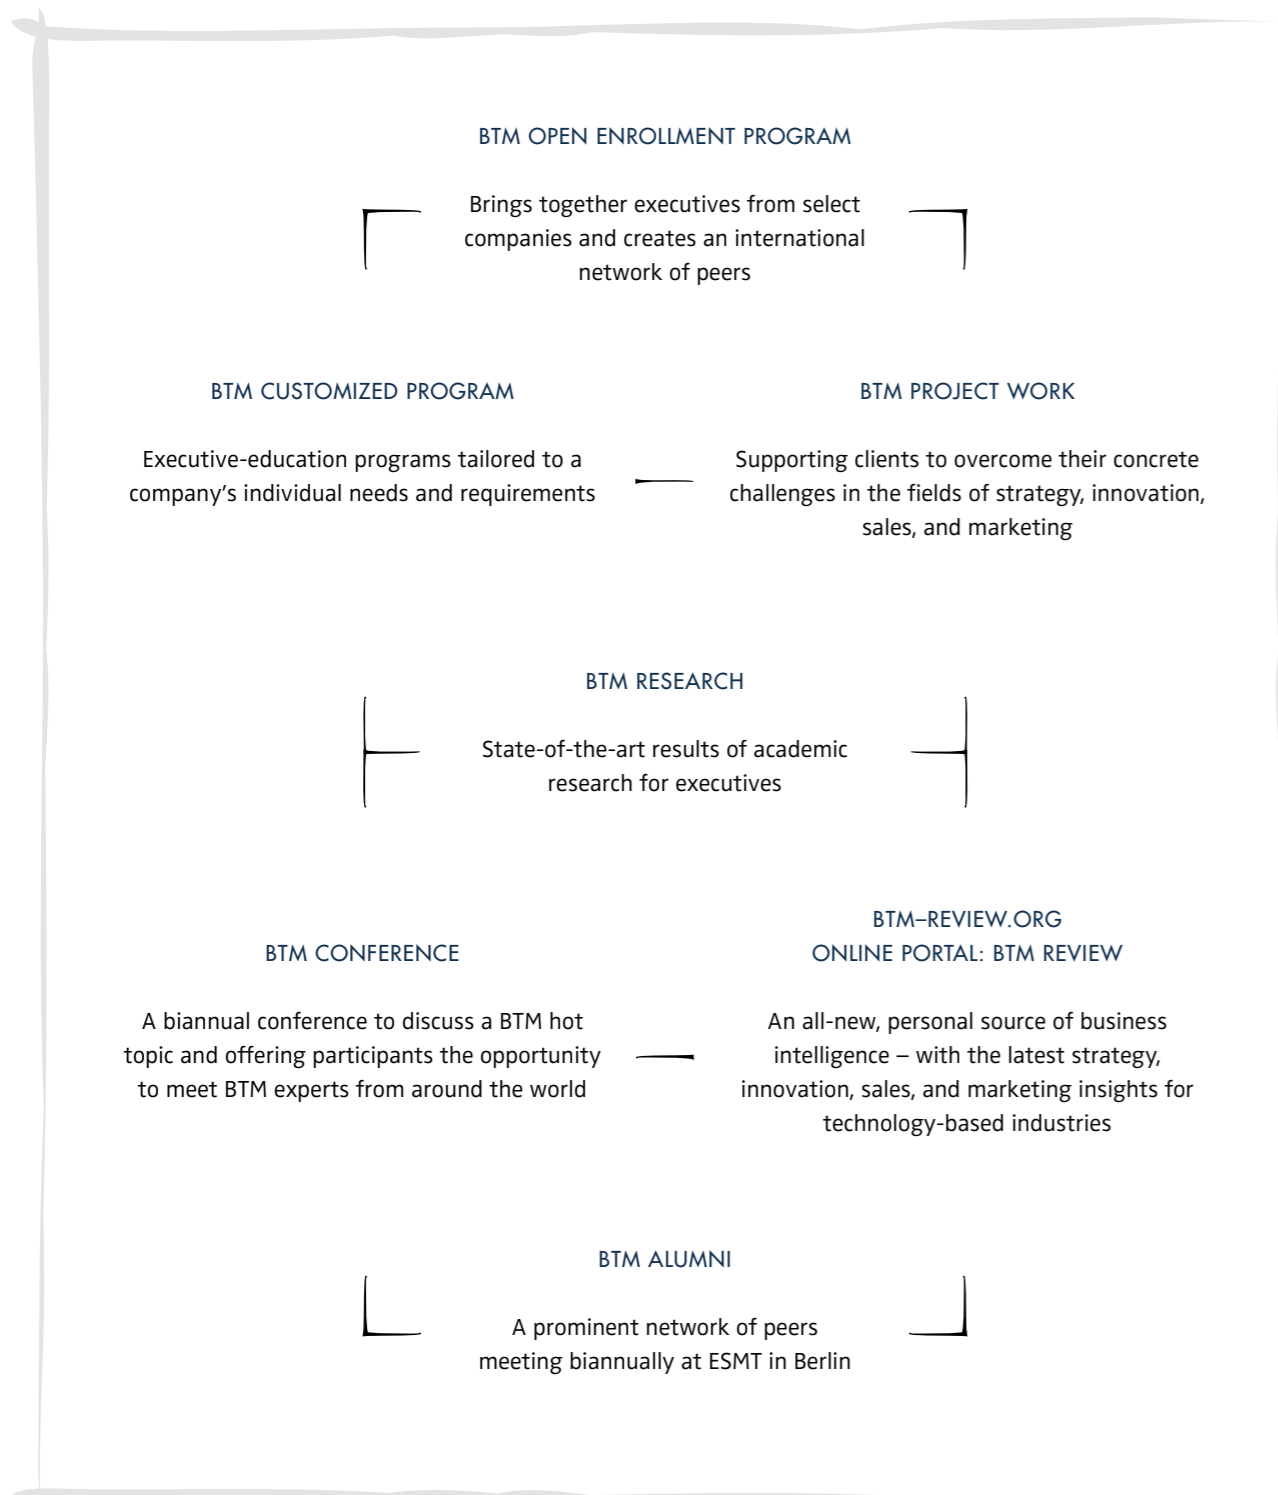 BTM OPEN ENROLLMENT PROGRAM
Brings together executives from select
companies and creates an international
network of peers
BTM CUSTOMIZED PROGRAM
Executive-education programs tailored to a
company’s individual needs and requirements
BTM PROJECT WORK
Supporting clients to overcome their concrete
challenges in the fields of strategy, innovation,
sales, and marketing
BTM RESEARCH
State-of-the-art results of academic
research for executives
BTM CONFERENCE
A biannual conference to discuss a BTM hot
topic and offering participants the opportunity
to meet BTM experts from around the world
BTM–REVIEW.ORG
ONLINE PORTAL: BTM REVIEW
An all-new, personal source of business
intelligence – with the latest strategy,
innovation, sales, and marketing insights for
technology-based industries
BTM ALUMNI
A prominent network of peers
meeting biannually at ESMT in Berlin